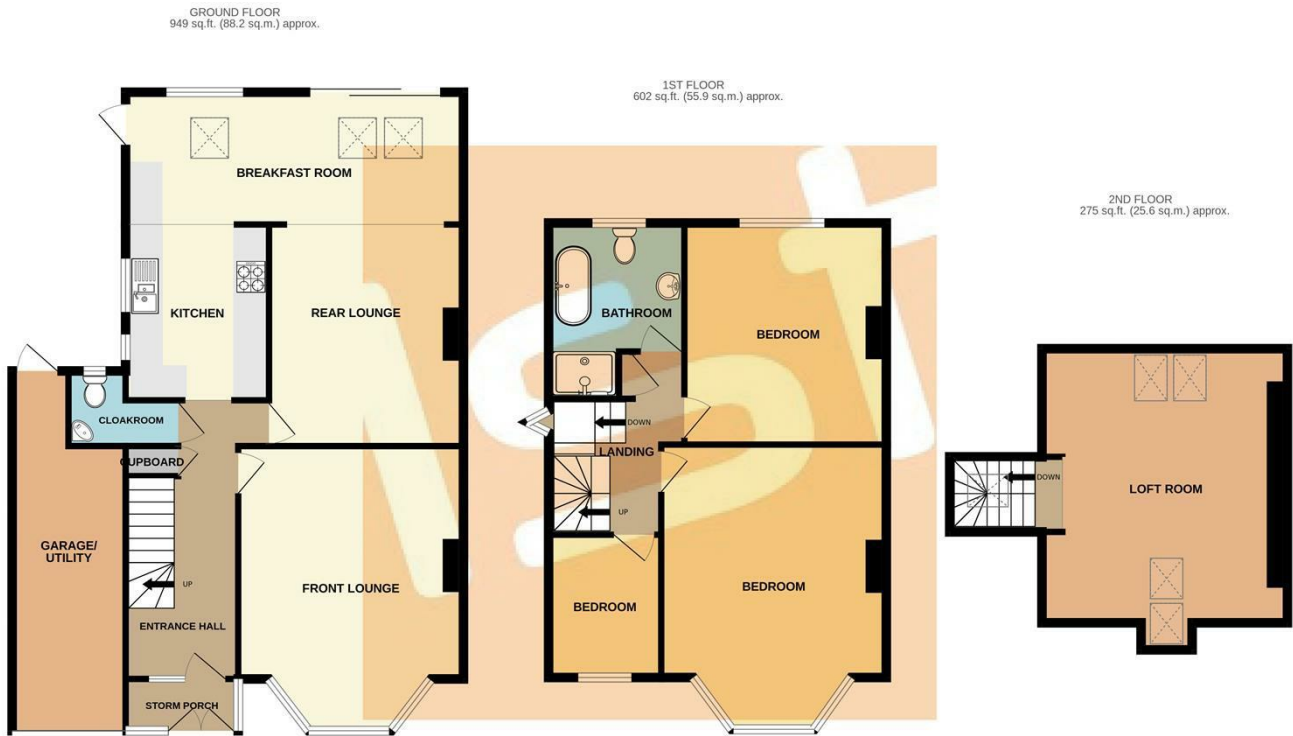 GROUND FLOOR
949 sq.ft. (88.2 sq.m.) approx.
BREAKFAST ROOM
KITCHEN
REAR LOUNGE
CLOAKROOM
CUPBOARD
GARAGE/
UTILITY
UP
FRONT LOUNGE
ENTRANCE HALL
STORM PORCH
1ST FLOOR
602 sq.ft. (55.9 sq.m.) approx.
BATHROOM
BEDROOM
DOWN
LANDING
UP
BEDROOM
BEDROOM
2ND FLOOR
275 sq.ft. (25.6 sq.m.) approx.
DOWN
LOFT ROOM